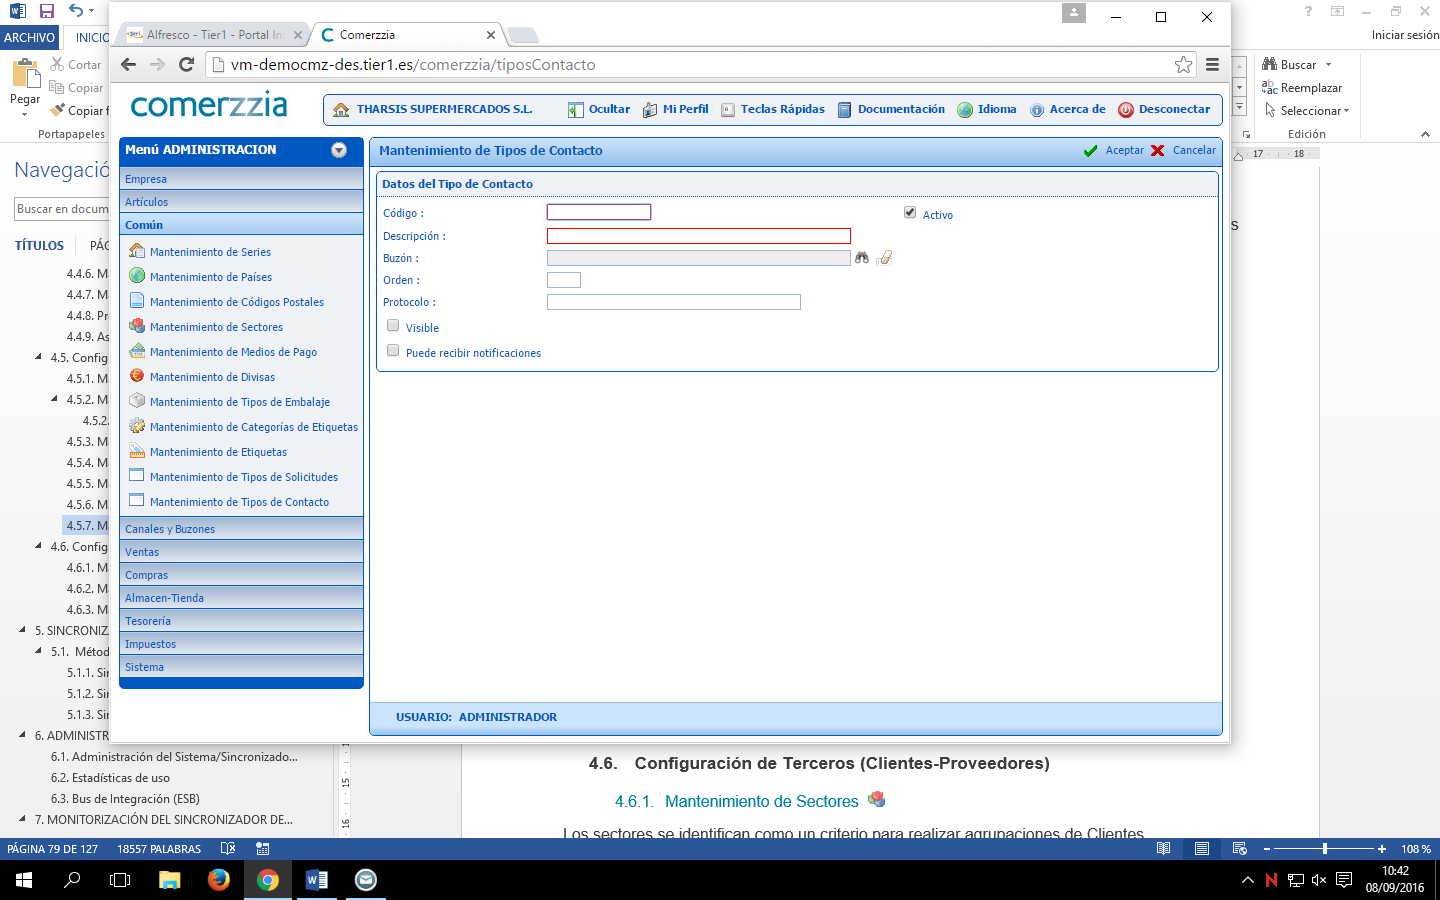 ARCHIVO
INICIO
Iniciar sesión
Cortar
Copiar
Copiar f
Pegar
Portapapeles
Buscar
Reemplazar
Seleccionar
Edición
Alfresco - Tier1 - Portal In
Comerzzia
vm-democmz-des.tier1.es/comerzzia/tiposContacto
comerzzia
THARSIS SUPERMERCADOS S.L.
Ocultar
Mi Perfil
Teclas Rápidas
Documentación
Idioma
Acerca de
Desconectar
Menú ADMINISTRACION
Empresa
Artículos
Común
Mantenimiento de Series
Mantenimiento de Países
Mantenimiento de Códigos Postales
Mantenimiento de Sectores
Mantenimiento de Medios de Pago
Mantenimiento de Divisas
Mantenimiento de Tipos de Embalaje
Mantenimiento de Categorías de Etiquetas
Mantenimiento de Etiquetas
Mantenimiento de Tipos de Solicitudes
Mantenimiento de Tipos de Contacto
Canales y Buzones
Ventas
Compras
Almacen-Tienda
Tesorería
Impuestos
Sistema
Mantenimiento de Tipos de Contacto
Aceptar
Cancelar
Datos del Tipo de Contacto
Código :
Activo
Descripción :
Buzón :
Orden :
Protocolo :
Visible
Puede recibir notificaciones
USUARIO: ADMINISTRADOR
Navegació
Buscar en docum
TÍTULOS
PÁG
4.4.6. M
4.4.7. M
4.4.8. Pr
4.4.9. As
4.5. Config
4.5.1. M
4.5.2. M
4.5.2.
4.5.3. M
4.5.4. M
4.5.5. M
4.5.6. M
4.5.7. M
4.6. Config
4.6.1. M
4.6.2. M
4.6.3. M
5. SINCRONIZ
5.1. Métod
5.1.1. Sin
5.1.2. Sin
5.1.3. Sin
6. ADMINISTR
6.1. Administración del Sistema/Sincronizado...
6.2. Estadísticas de uso
6.3. Bus de Integración (ESB)
7. MONITORIZACIÓN DEL SINCRONIZADOR DE...
17
18
s
15
16
4.6. Configuración de Terceros (Clientes-Proveedores)
4.6.1. Mantenimiento de Sectores
Los sectores se identifican como un criterio para realizar agrupaciones de Clientes
PÁGINA 79 DE 127
18557 PALABRAS
108 %
10:42
08/09/2016